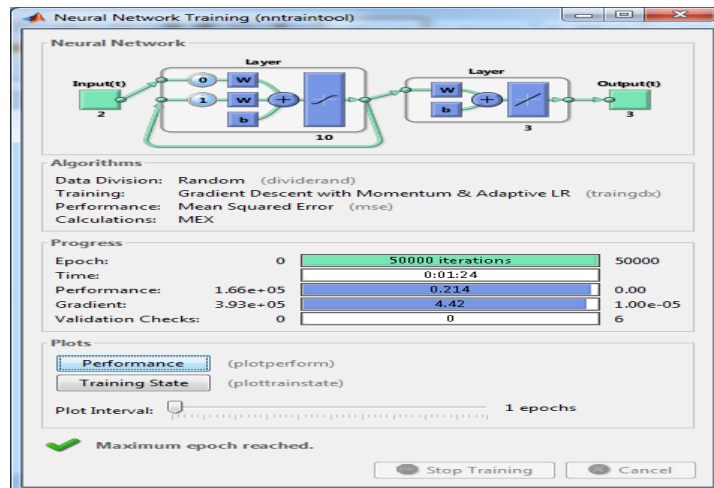 Neural Network Training (nntraintool)
Neural Network
Layer
Layer
Input(t)
0
W
1
W
b
+
2
10
W
b
+
3
Output(t)
3
Algorithms
Data Division: Random (dividerand)
Training: Gradient Descent with Momentum & Adaptive LR (traingdx)
Performance: Mean Squared Error (mse)
Calculations: MEX
Progress
Epoch: 0 50000 iterations 50000
Time: 0:01:24
Performance: 1.66e+05 0.214 0.00
Gradient: 3.93e+05 4.42 1.00e-05
Validation Checks: 0 0 6
Plots
Performance (plotperform)
Training State (plottrainstate)
Plot Interval: 1 epochs
Maximum epoch reached.
Stop Training Cancel